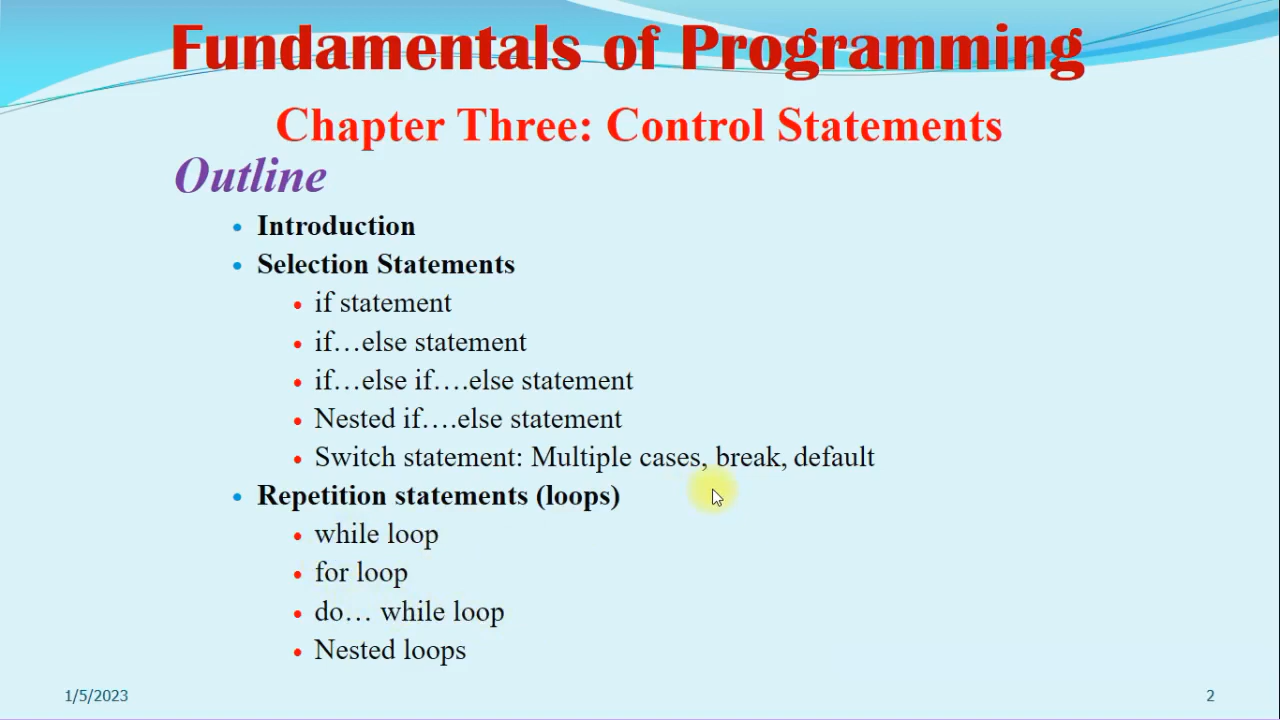 Fundamentals of Programming
Chapter Three: Control Statements
Outline
• Introduction
• Selection Statements
• if statement
• if…else statement
• if…else if….else statement
• Nested if….else statement
• Switch statement: Multiple cases, break, default
• Repetition statements (loops)
• while loop
• for loop
• do… while loop
• Nested loops
1/5/2023
2